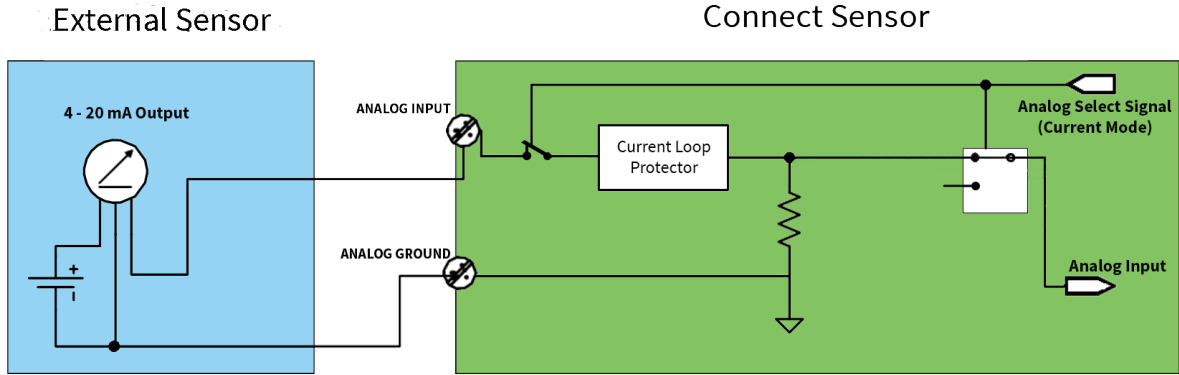 External Sensor
Connect Sensor
4 - 20 mA Output
ANALOG INPUT
Analog Select Signal
(Current Mode)
Current Loop
Protector
ANALOG GROUND
+
–
Analog Input